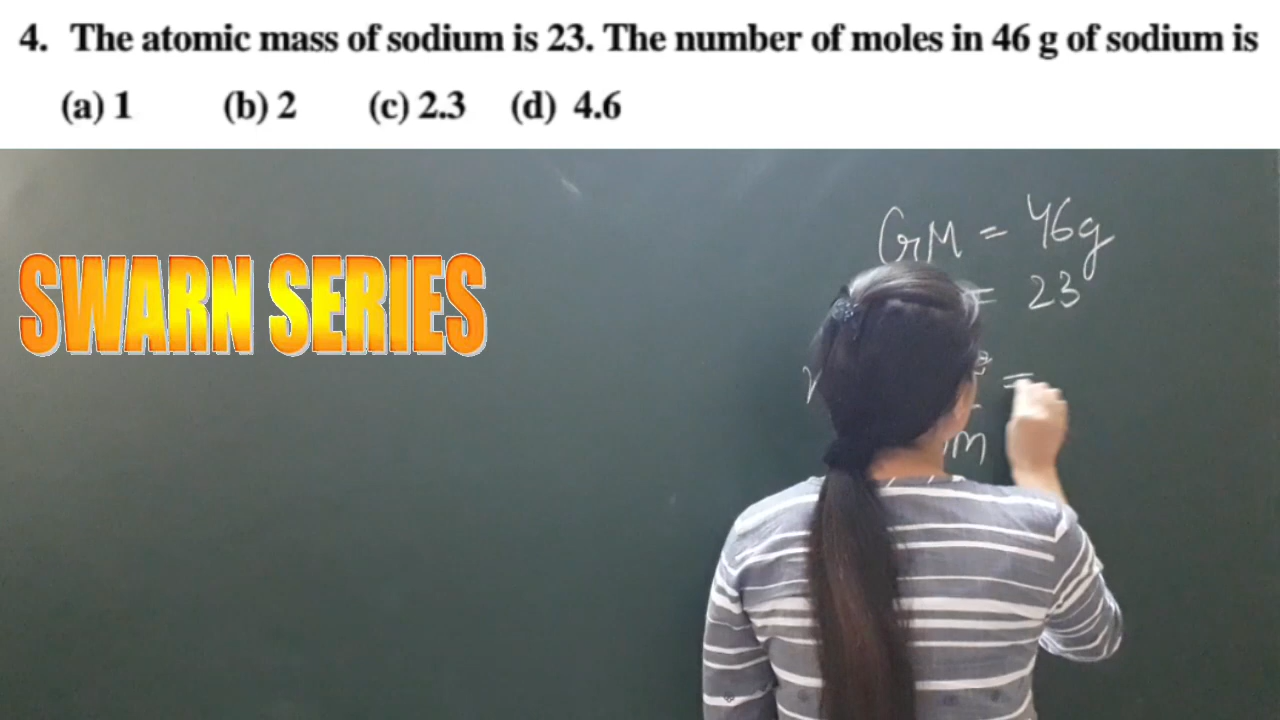 4. The atomic mass of sodium is 23. The number of moles in 46 g of sodium is
(a) 1 (b) 2 (c) 2.3 (d) 4.6
SWARN SERIES
GM = 46g
= 23
=
m